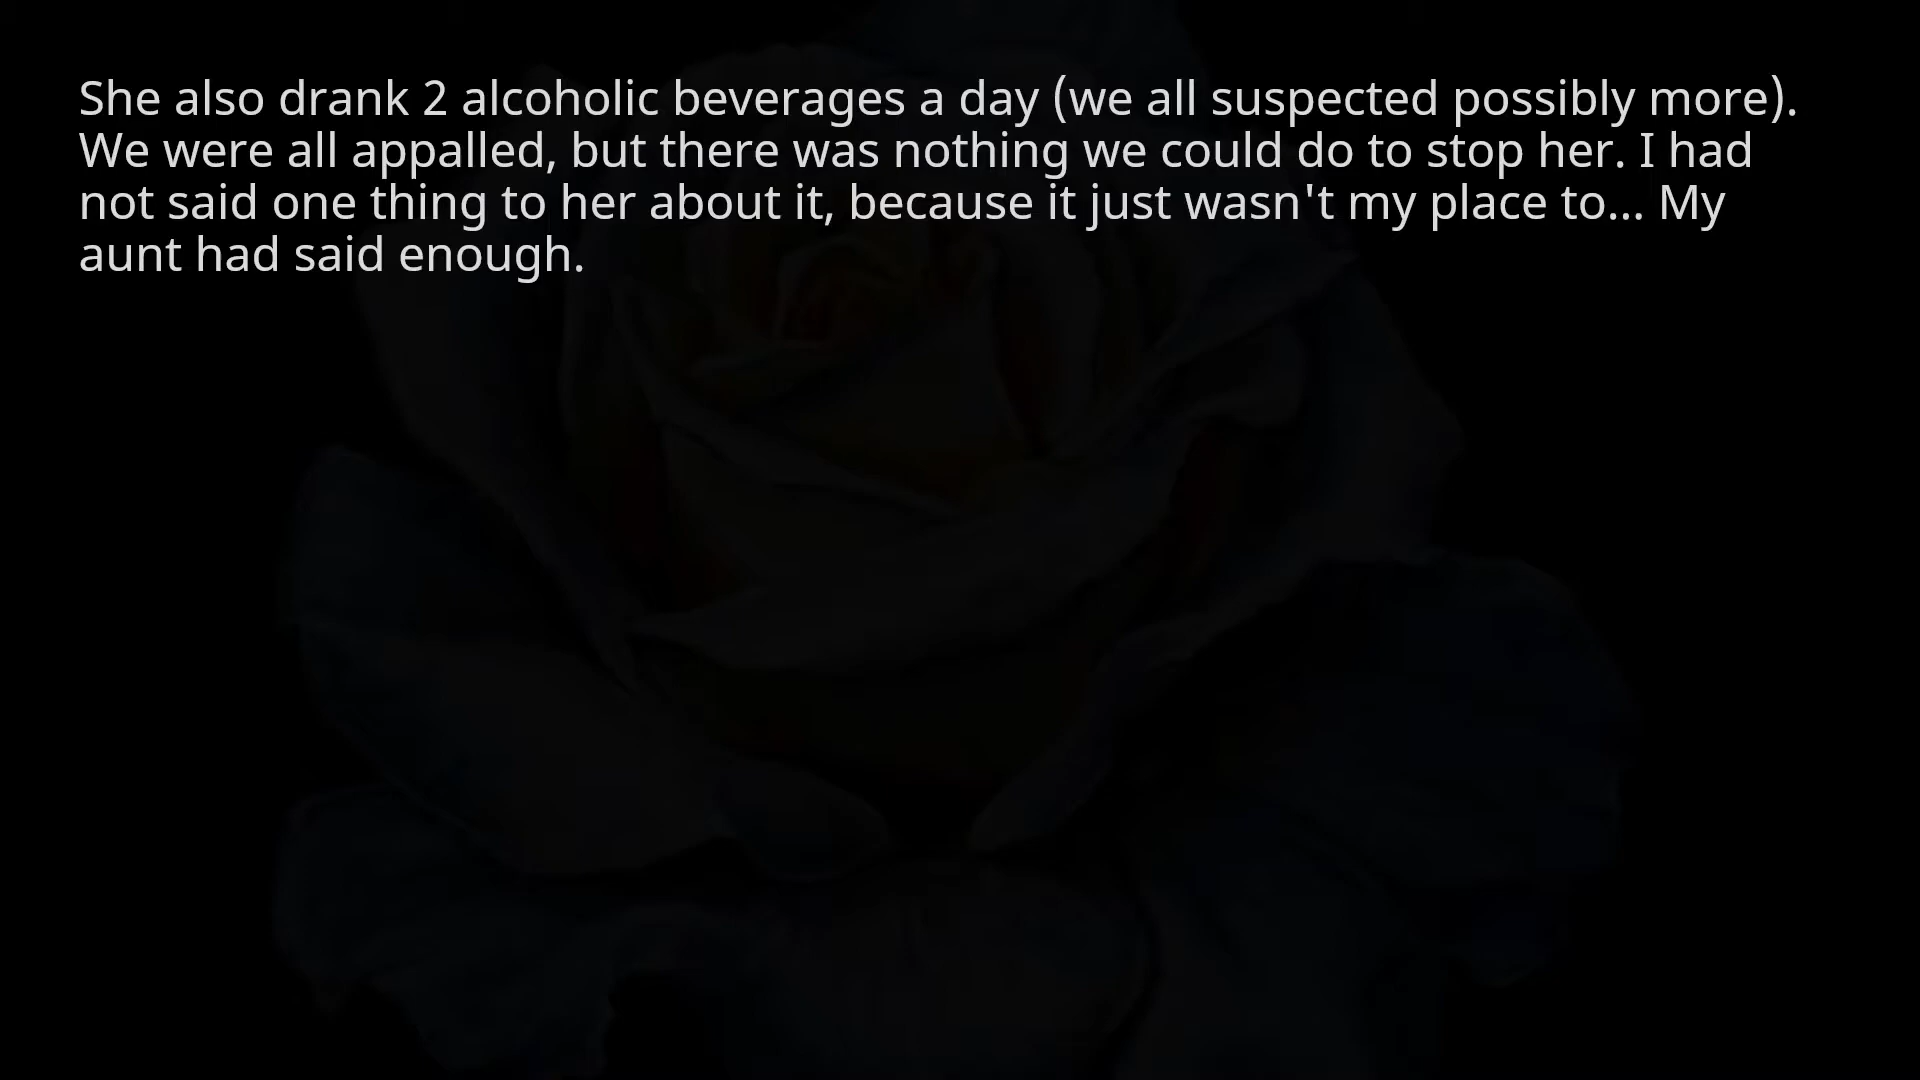 She also drank 2 alcoholic beverages a day (we all suspected possibly more).
We were all appalled, but there was nothing we could do to stop her. I had
not said one thing to her about it, because it just wasn't my place to... My
aunt had said enough.